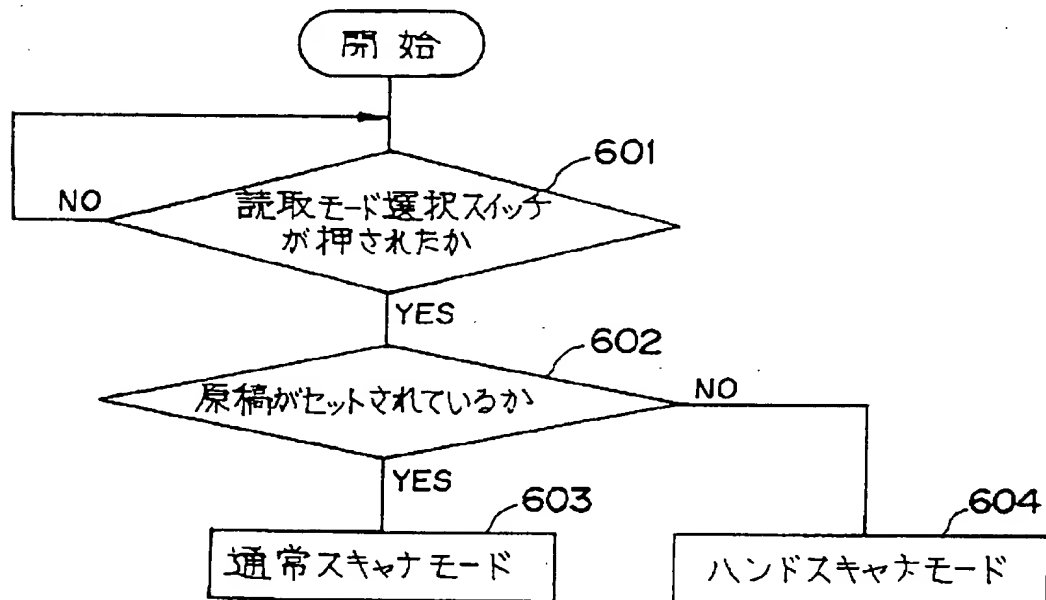 開始
601
読取モード選択スイッチ
が押されたか
NO
YES
602
原稿がセットされているか
NO
YES
603
通常スキャナモード
604
ハンドスキャナモード